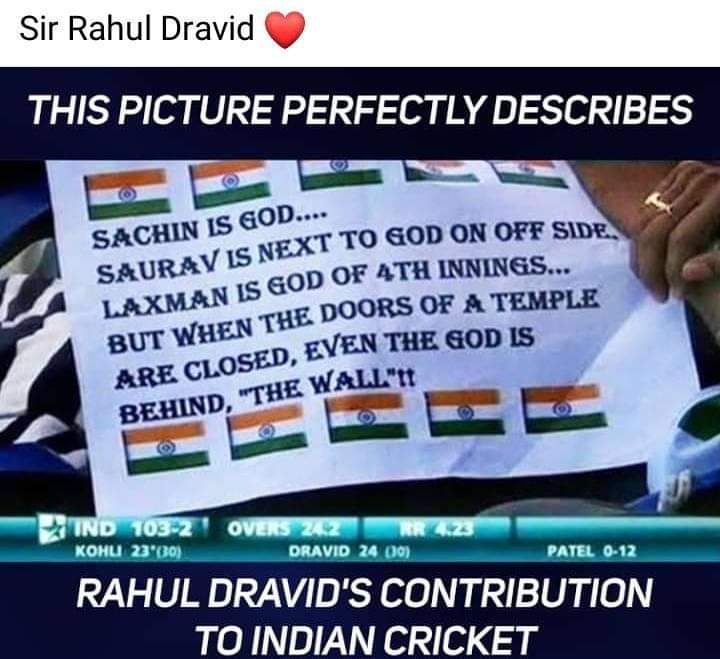 Sir Rahul Dravid ❤️
THIS PICTURE PERFECTLY DESCRIBES
SACHIN IS GOD....
SAURAV IS NEXT TO GOD ON OFF SIDE..
LAXMAN IS GOD OF 4TH INNINGS...
BUT WHEN THE DOORS OF A TEMPLE
ARE CLOSED, EVEN THE GOD IS
BEHIND, "THE WALL"!!
IND 103-2 OVERS 24.2 RR 4.23
KOHLI 23*(30) DRAVID 24 (30) PATEL 0-12
RAHUL DRAVID'S CONTRIBUTION
TO INDIAN CRICKET